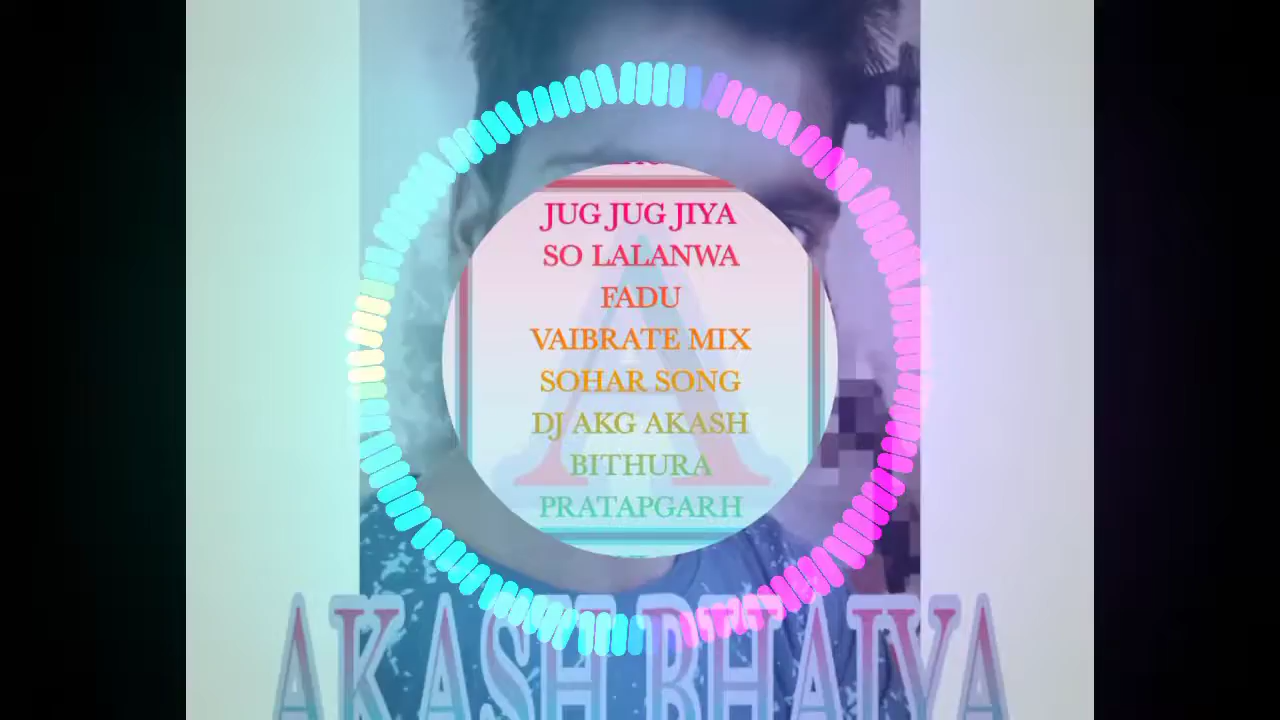 JUG JUG JIYA
SO LALANWA
FADU
VAIBRATE MIX
SOHAR SONG
DJ AKG AKASH
BITHURA
PRATAPGARH
A
AKASH BHAIYA